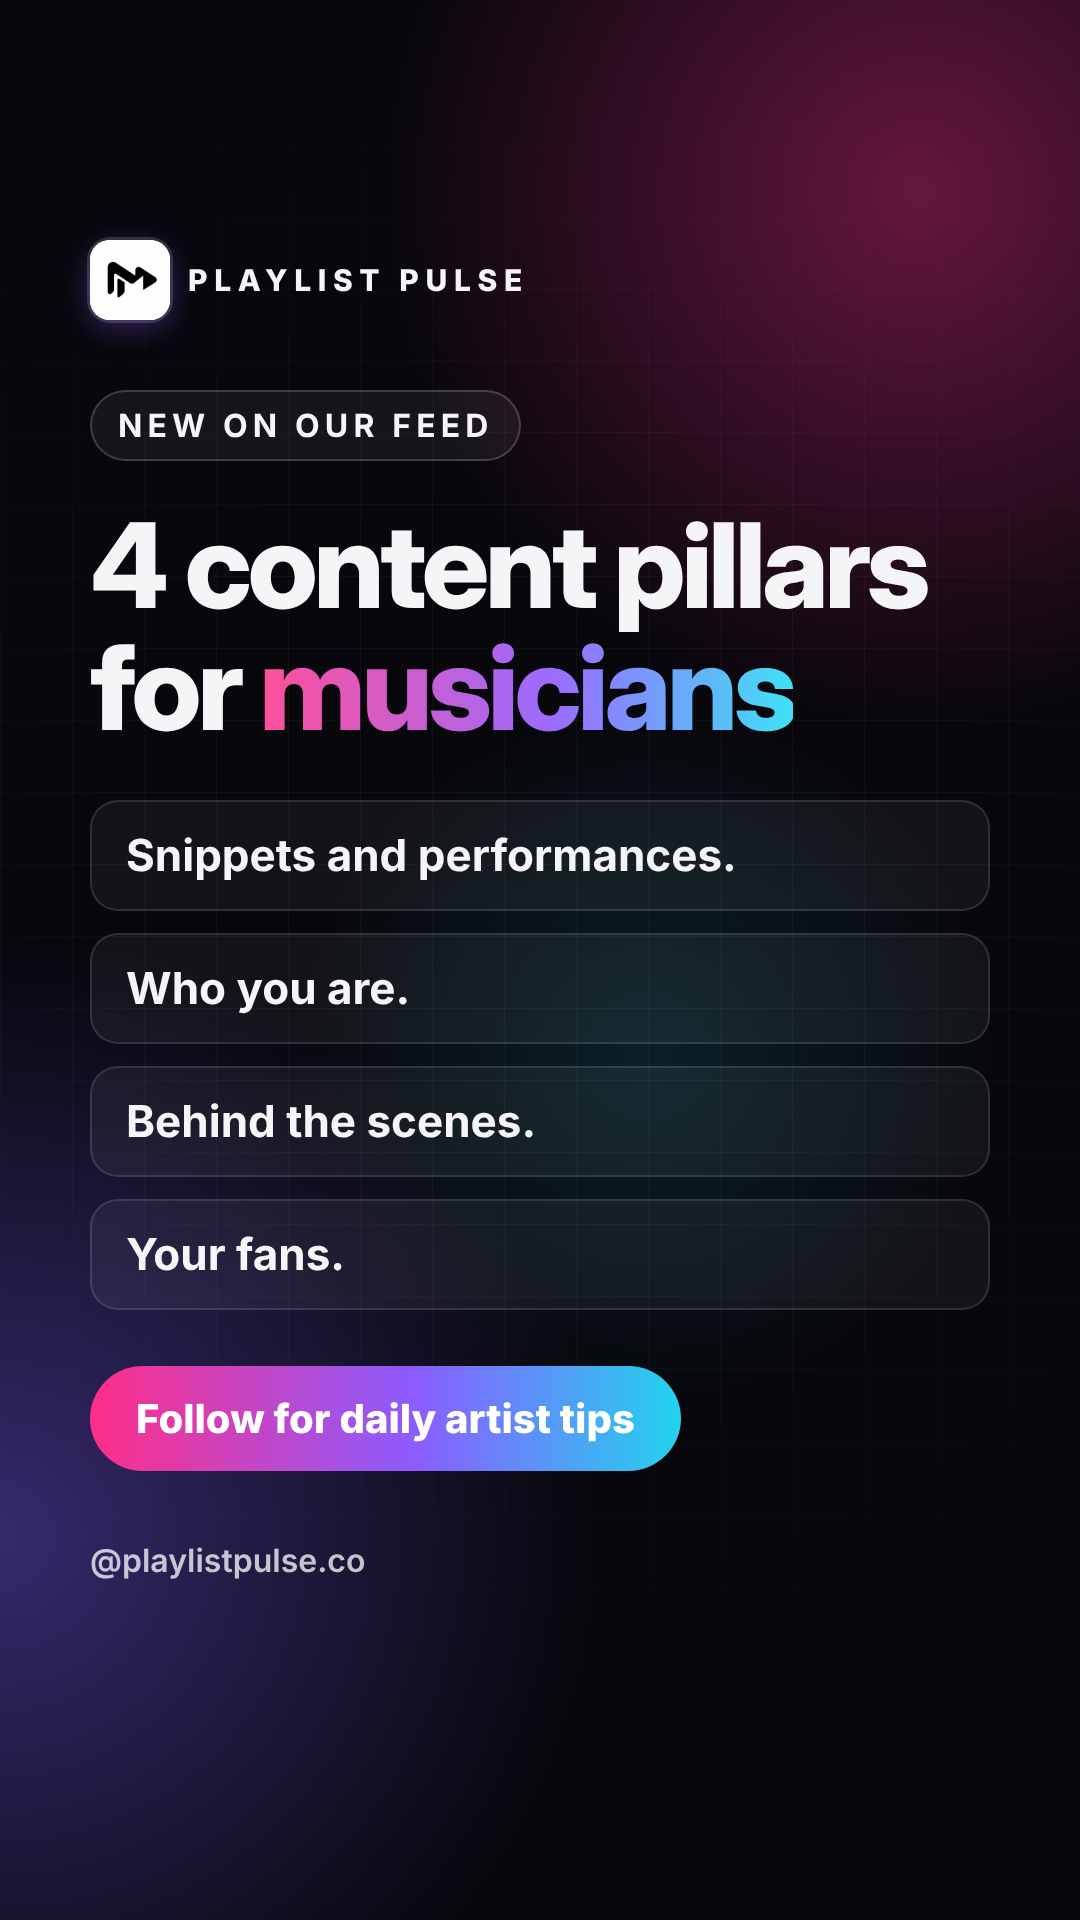 PLAYLIST PULSE
NEW ON OUR FEED
4 content pillars
for musicians
Snippets and performances.
Who you are.
Behind the scenes.
Your fans.
Follow for daily artist tips
@playlistpulse.co